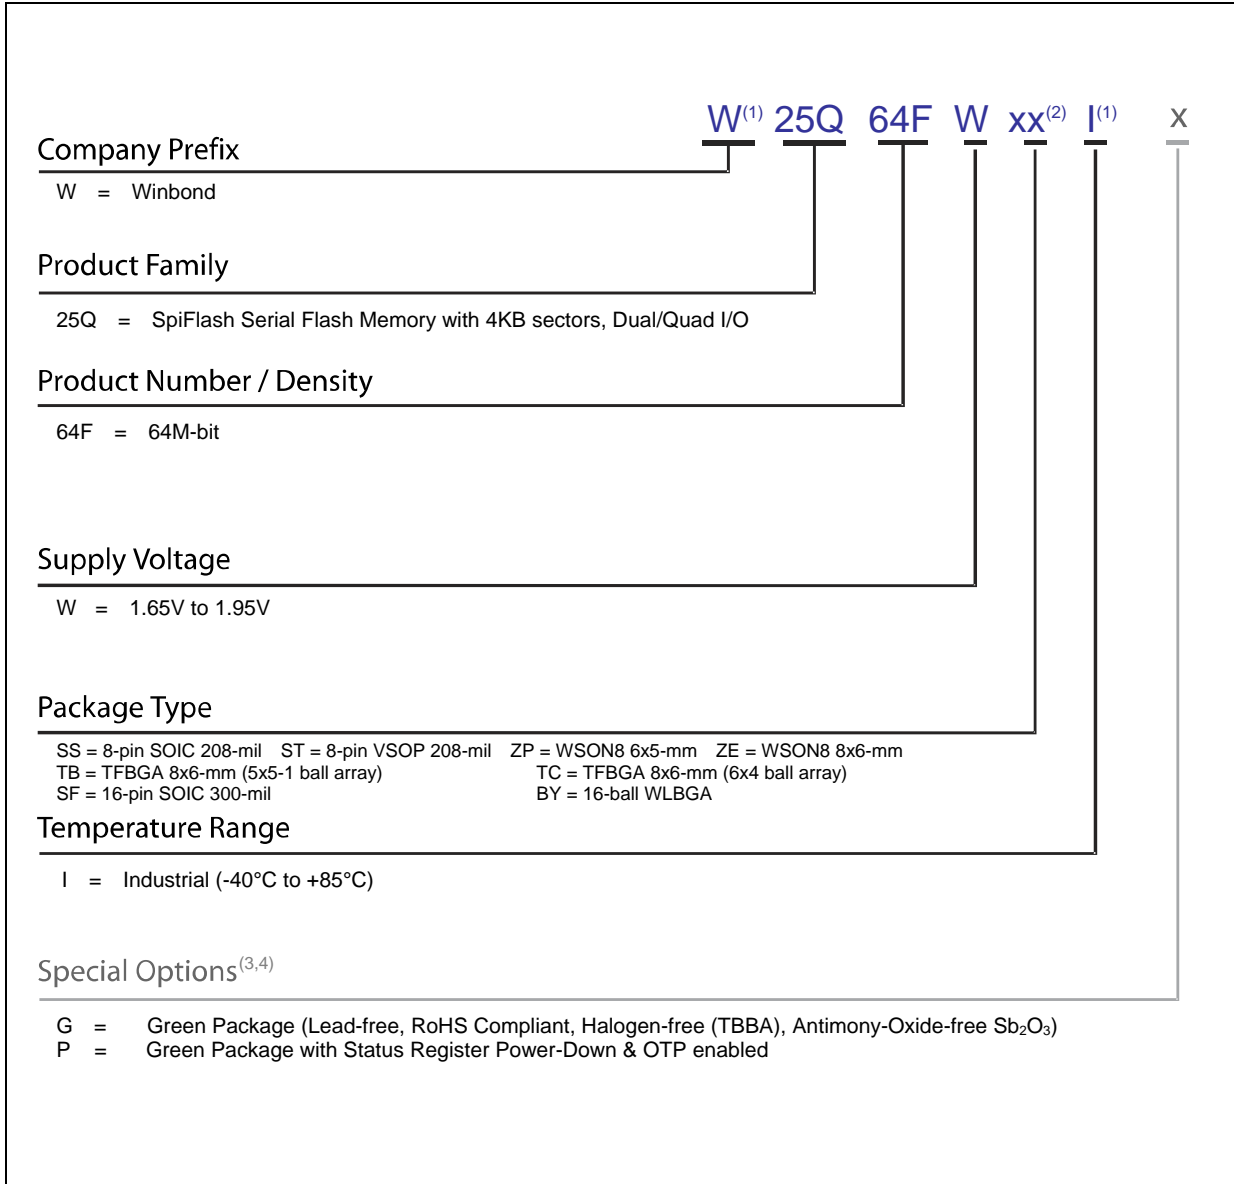 W(1) 25Q 64F W xx(2) I(1) x
Company Prefix
W = Winbond
Product Family
25Q = SpiFlash Serial Flash Memory with 4KB sectors, Dual/Quad I/O
Product Number / Density
64F = 64M-bit
Supply Voltage
W = 1.65V to 1.95V
Package Type
SS = 8-pin SOIC 208-mil ST = 8-pin VSOP 208-mil ZP = WSON8 6x5-mm ZE = WSON8 8x6-mm
TB = TFBGA 8x6-mm (5x5-1 ball array) TC = TFBGA 8x6-mm (6x4 ball array)
SF = 16-pin SOIC 300-mil BY = 16-ball WLBGA
Temperature Range
I = Industrial (-40°C to +85°C)
Special Options(3,4)
G = Green Package (Lead-free, RoHS Compliant, Halogen-free (TBBA), Antimony-Oxide-free Sb₂O₃)
P = Green Package with Status Register Power-Down & OTP enabled